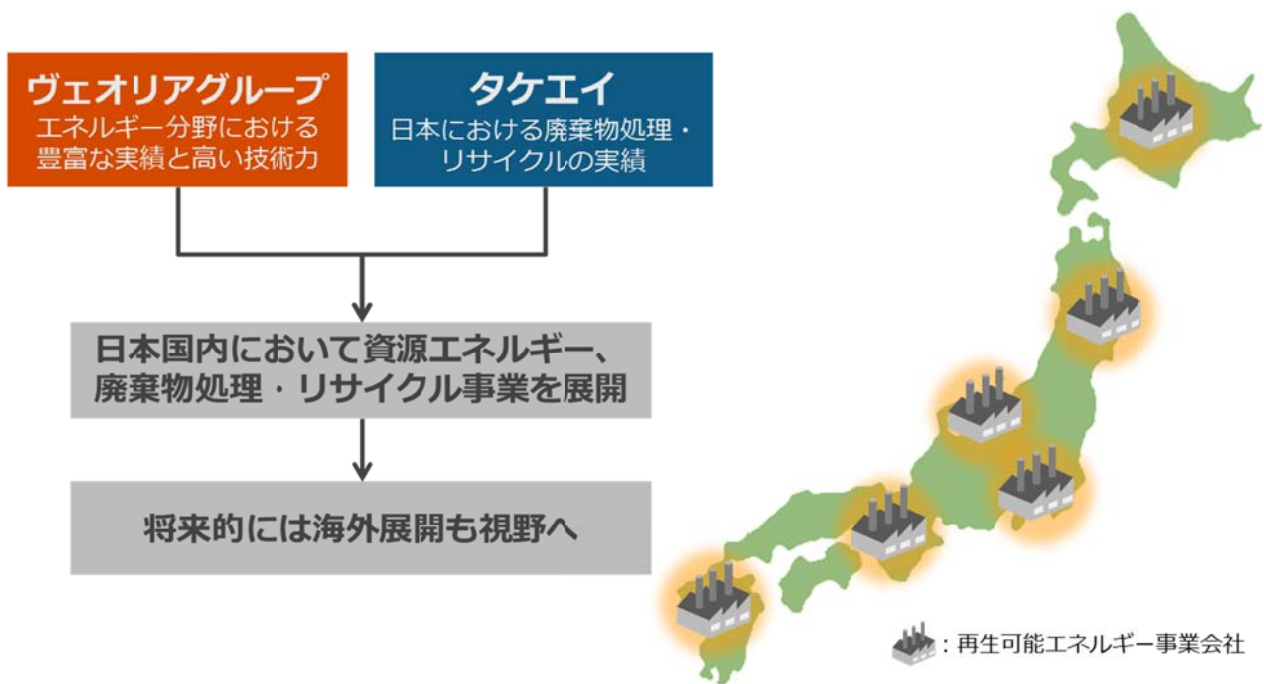 ヴェオリアグループ
エネルギー分野における
豊富な実績と高い技術力
タケエイ
日本における廃棄物処理・
リサイクルの実績
日本国内において資源エネルギー、
廃棄物処理・リサイクル事業を展開
将来的には海外展開も視野へ
：再生可能エネルギー事業会社